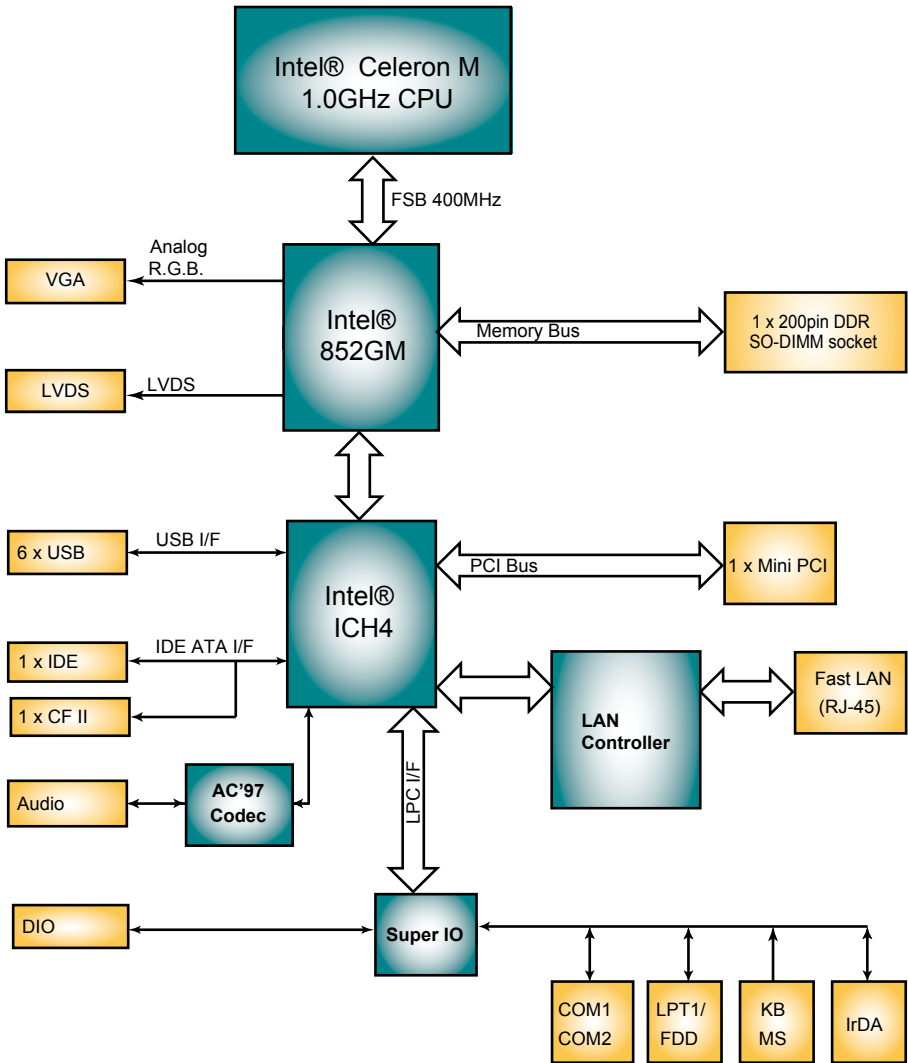 Intel® Celeron M
1.0GHz CPU
FSB 400MHz
Analog
R.G.B.
VGA
Intel®
852GM
Memory Bus
1 x 200pin DDR
SO-DIMM socket
LVDS
LVDS
6 x USB
USB I/F
Intel®
ICH4
PCI Bus
1 x Mini PCI
1 x IDE
IDE ATA I/F
1 x CF II
LAN
Controller
Fast LAN
(RJ-45)
Audio
AC'97
Codec
LPC I/F
DIO
Super IO
COM1
COM2
LPT1/
FDD
KB
MS
IrDA